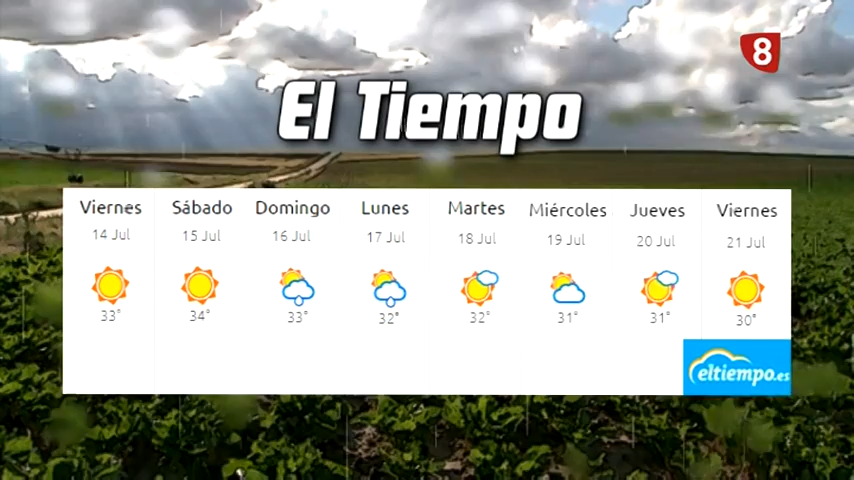 8
El Tiempo
Viernes Sábado Domingo Lunes Martes Miércoles Jueves Viernes
14 Jul 15 Jul 16 Jul 17 Jul 18 Jul 19 Jul 20 Jul 21 Jul
33° 34° 33° 32° 32° 31° 31° 30°
eltiempo.es